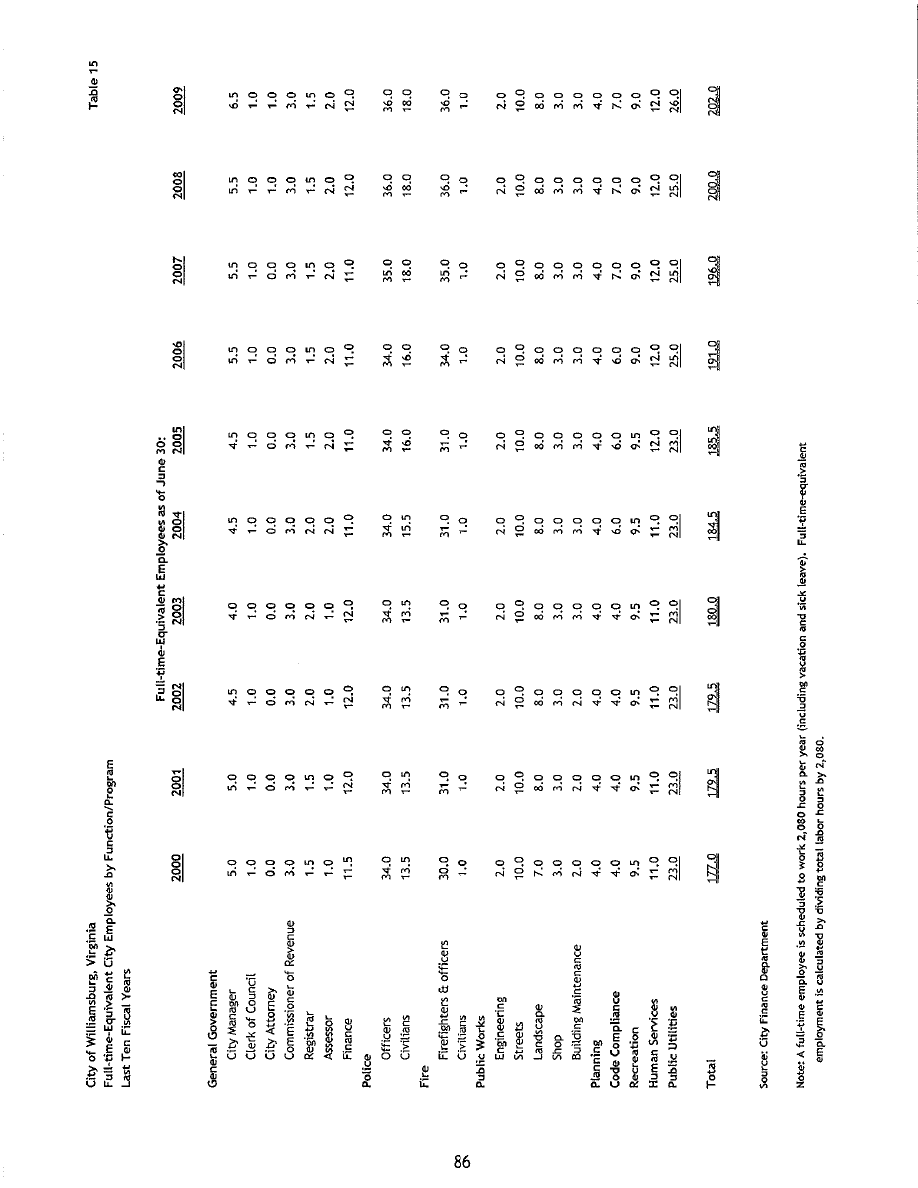 City of Williamsburg, Virginia Table 15
Full-time-Equivalent City Employees by Function/Program
Last Ten Fiscal Years
Full-time-Equivalent Employees as of June 30:
2000 2001 2002 2003 2004 2005 2006 2007 2008 2009
General Government
City Manager 5.0 5.0 4.5 4.0 4.5 4.5 5.5 5.5 5.5 6.5
Clerk of Council 1.0 1.0 1.0 1.0 1.0 1.0 1.0 1.0 1.0 1.0
City Attorney 0.0 0.0 0.0 0.0 0.0 0.0 0.0 0.0 1.0 1.0
Commissioner of Revenue 3.0 3.0 3.0 3.0 3.0 3.0 3.0 3.0 3.0 3.0
Registrar 1.5 1.5 2.0 2.0 2.0 1.5 1.5 1.5 1.5 1.5
Assessor 1.0 1.0 1.0 1.0 2.0 2.0 2.0 2.0 2.0 2.0
Finance 11.5 12.0 12.0 12.0 11.0 11.0 11.0 11.0 12.0 12.0
Police
Officers 34.0 34.0 34.0 34.0 34.0 34.0 34.0 35.0 36.0 36.0
Civilians 13.5 13.5 13.5 13.5 15.5 16.0 16.0 18.0 18.0 18.0
Fire
Firefighters & officers 30.0 31.0 31.0 31.0 31.0 31.0 34.0 35.0 36.0 36.0
Civilians 1.0 1.0 1.0 1.0 1.0 1.0 1.0 1.0 1.0 1.0
Public Works
Engineering 2.0 2.0 2.0 2.0 2.0 2.0 2.0 2.0 2.0 2.0
Streets 10.0 10.0 10.0 10.0 10.0 10.0 10.0 10.0 10.0 10.0
Landscape 7.0 8.0 8.0 8.0 8.0 8.0 8.0 8.0 8.0 8.0
Shop 3.0 3.0 3.0 3.0 3.0 3.0 3.0 3.0 3.0 3.0
Building Maintenance 2.0 2.0 2.0 3.0 3.0 3.0 3.0 3.0 3.0 3.0
Planning 4.0 4.0 4.0 4.0 4.0 4.0 4.0 4.0 4.0 4.0
Code Compliance 4.0 4.0 4.0 4.0 6.0 6.0 6.0 7.0 7.0 7.0
Recreation 9.5 9.5 9.5 9.5 9.5 9.5 9.0 9.0 9.0 9.0
Human Services 11.0 11.0 11.0 11.0 11.0 12.0 12.0 12.0 12.0 12.0
Public Utilities 23.0 23.0 23.0 23.0 23.0 23.0 25.0 25.0 25.0 26.0
Total 177.0 179.5 179.5 180.0 184.5 185.5 191.0 196.0 200.0 202.0
Source: City Finance Department
Note: A full-time employee is scheduled to work 2,080 hours per year (including vacation and sick leave). Full-time-equivalent
employment is calculated by dividing total labor hours by 2,080.
86